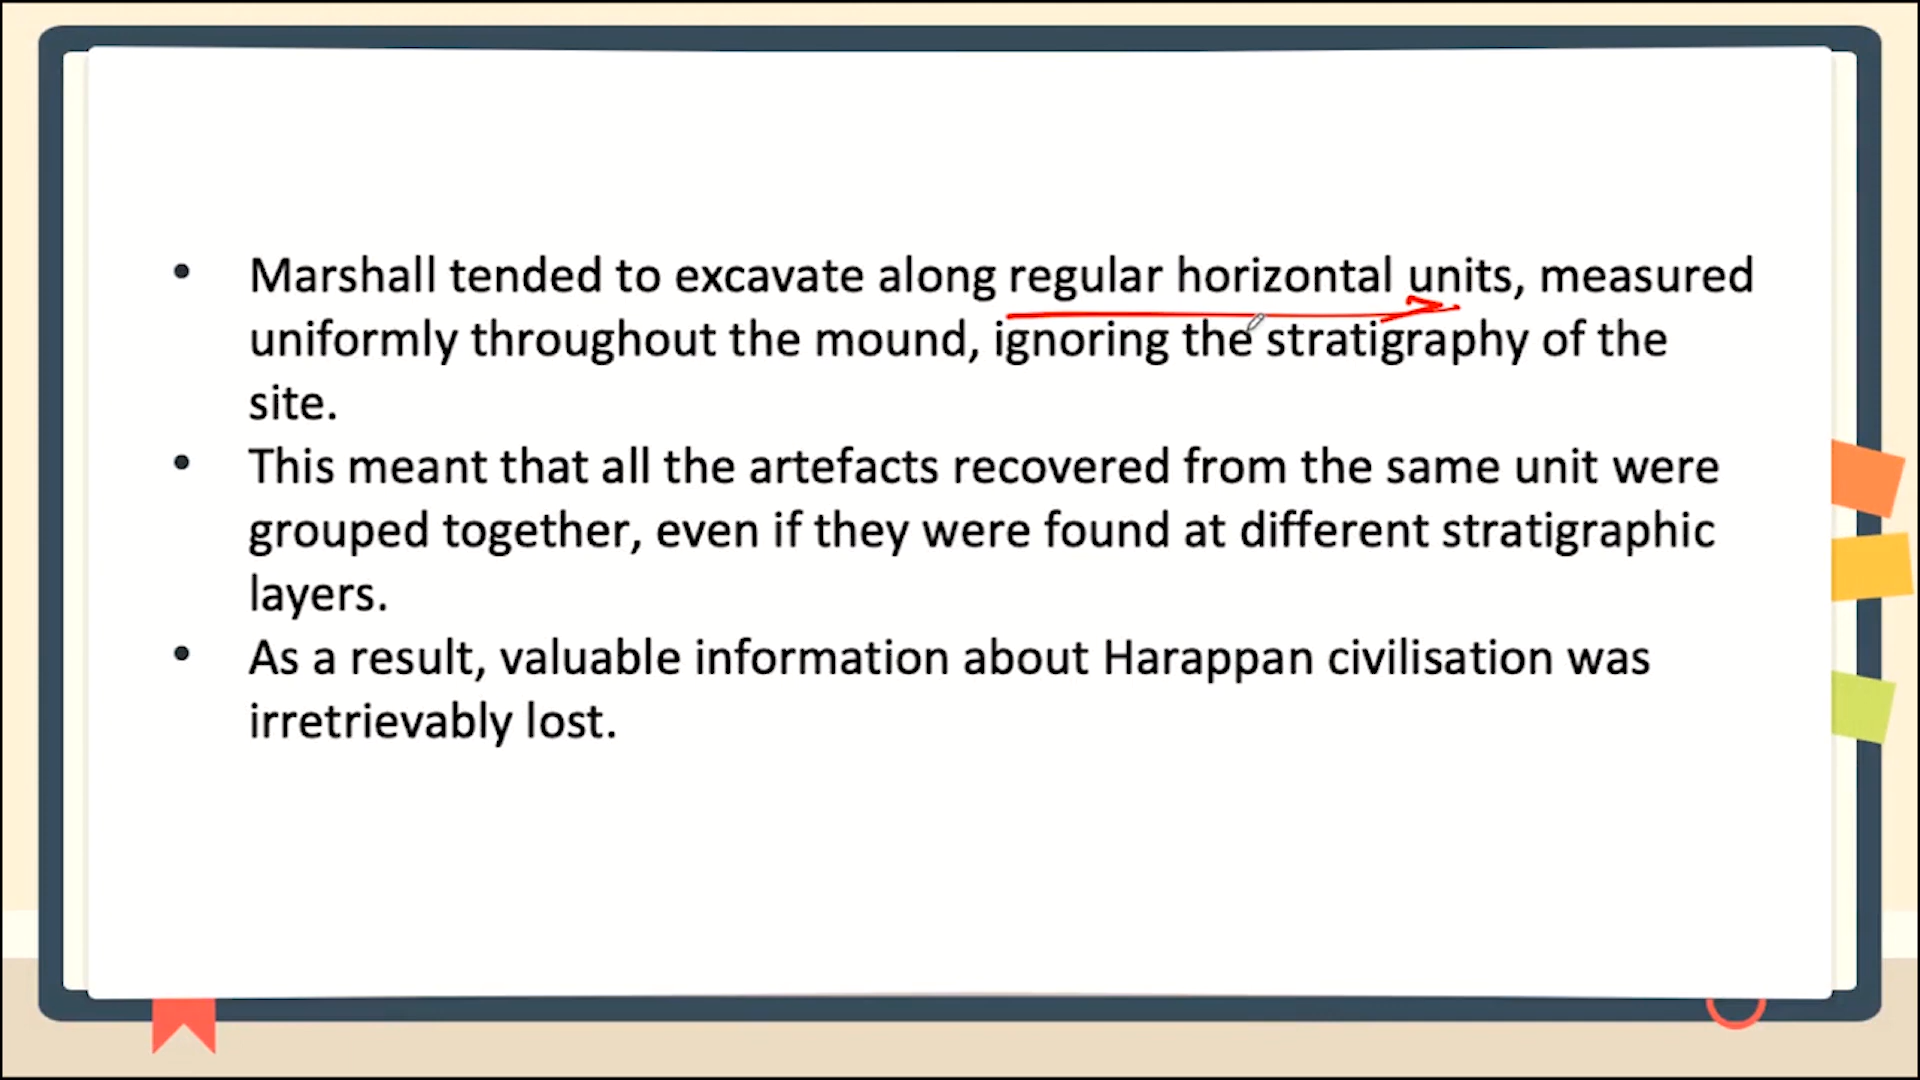 • Marshall tended to excavate along regular horizontal units, measured
uniformly throughout the mound, ignoring the stratigraphy of the
site.
• This meant that all the artefacts recovered from the same unit were
grouped together, even if they were found at different stratigraphic
layers.
• As a result, valuable information about Harappan civilisation was
irretrievably lost.